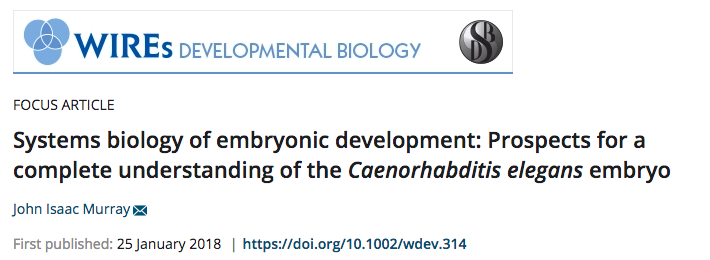 WIREs DEVELOPMENTAL BIOLOGY
SDB
FOCUS ARTICLE
Systems biology of embryonic development: Prospects for a
complete understanding of the Caenorhabditis elegans embryo
John Isaac Murray
First published: 25 January 2018 | https://doi.org/10.1002/wdev.314